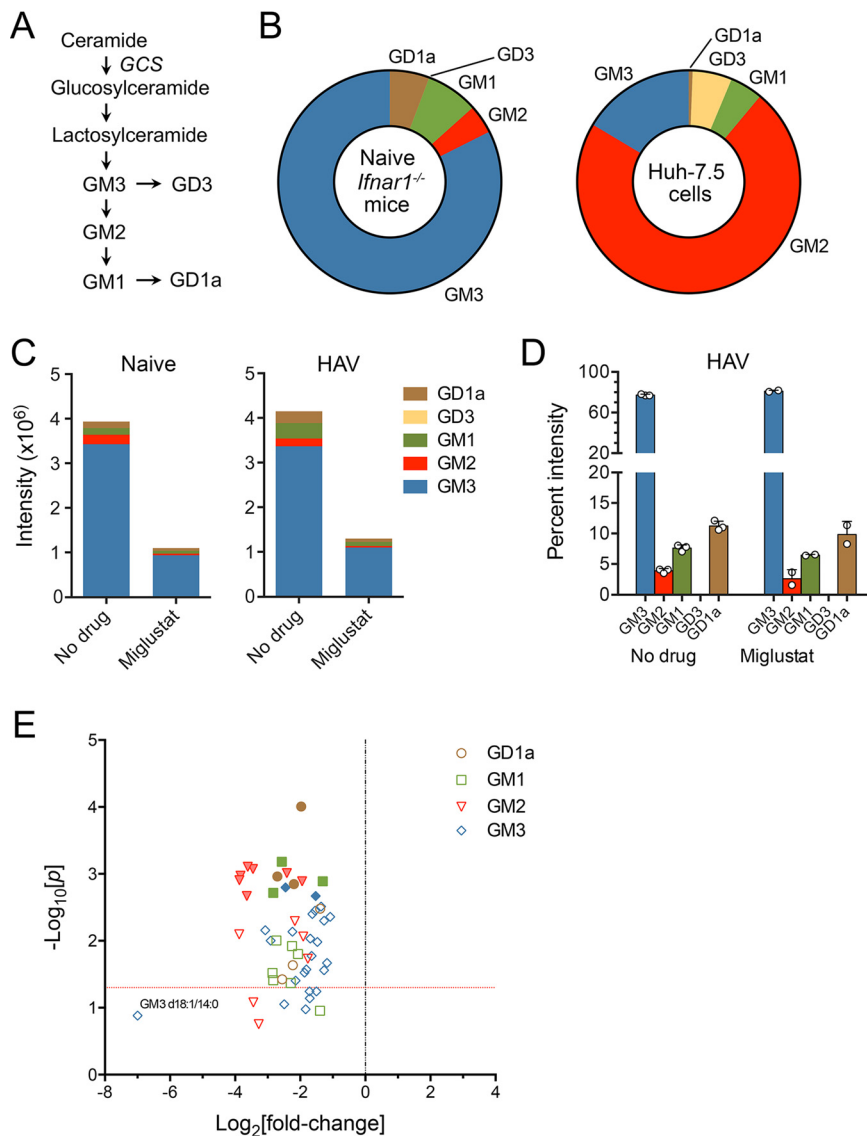 A
Ceramide
GCS
Glucosylceramide
Lactosylceramide
GM3 → GD3
GM2
GM1 → GD1a
B
GD1a
GD3
GM1
GM2
GM3
Naive
Ifnar1-/-
mice
GD1a
GD3
GM1
GM3
GM2
Huh-7.5
cells
C
Naive
HAV
Intensity (x10⁶)
5
4
3
2
1
0
No drug
Miglustat
5
4
3
2
1
0
No drug
Miglustat
GD1a
GD3
GM1
GM2
GM3
D
HAV
Percent intensity
100
80
60
40
20
20
15
10
5
0
GM3
GM2
GM1
GD3
GD1a
GM3
GM2
GM1
GD3
GD1a
No drug
Miglustat
E
-Log₁₀[p]
5
4
3
2
1
0
GM3 d18:1/14:0
-8 -6 -4 -2 0 2 4
Log₂[fold-change]
GD1a
GM1
GM2
GM3